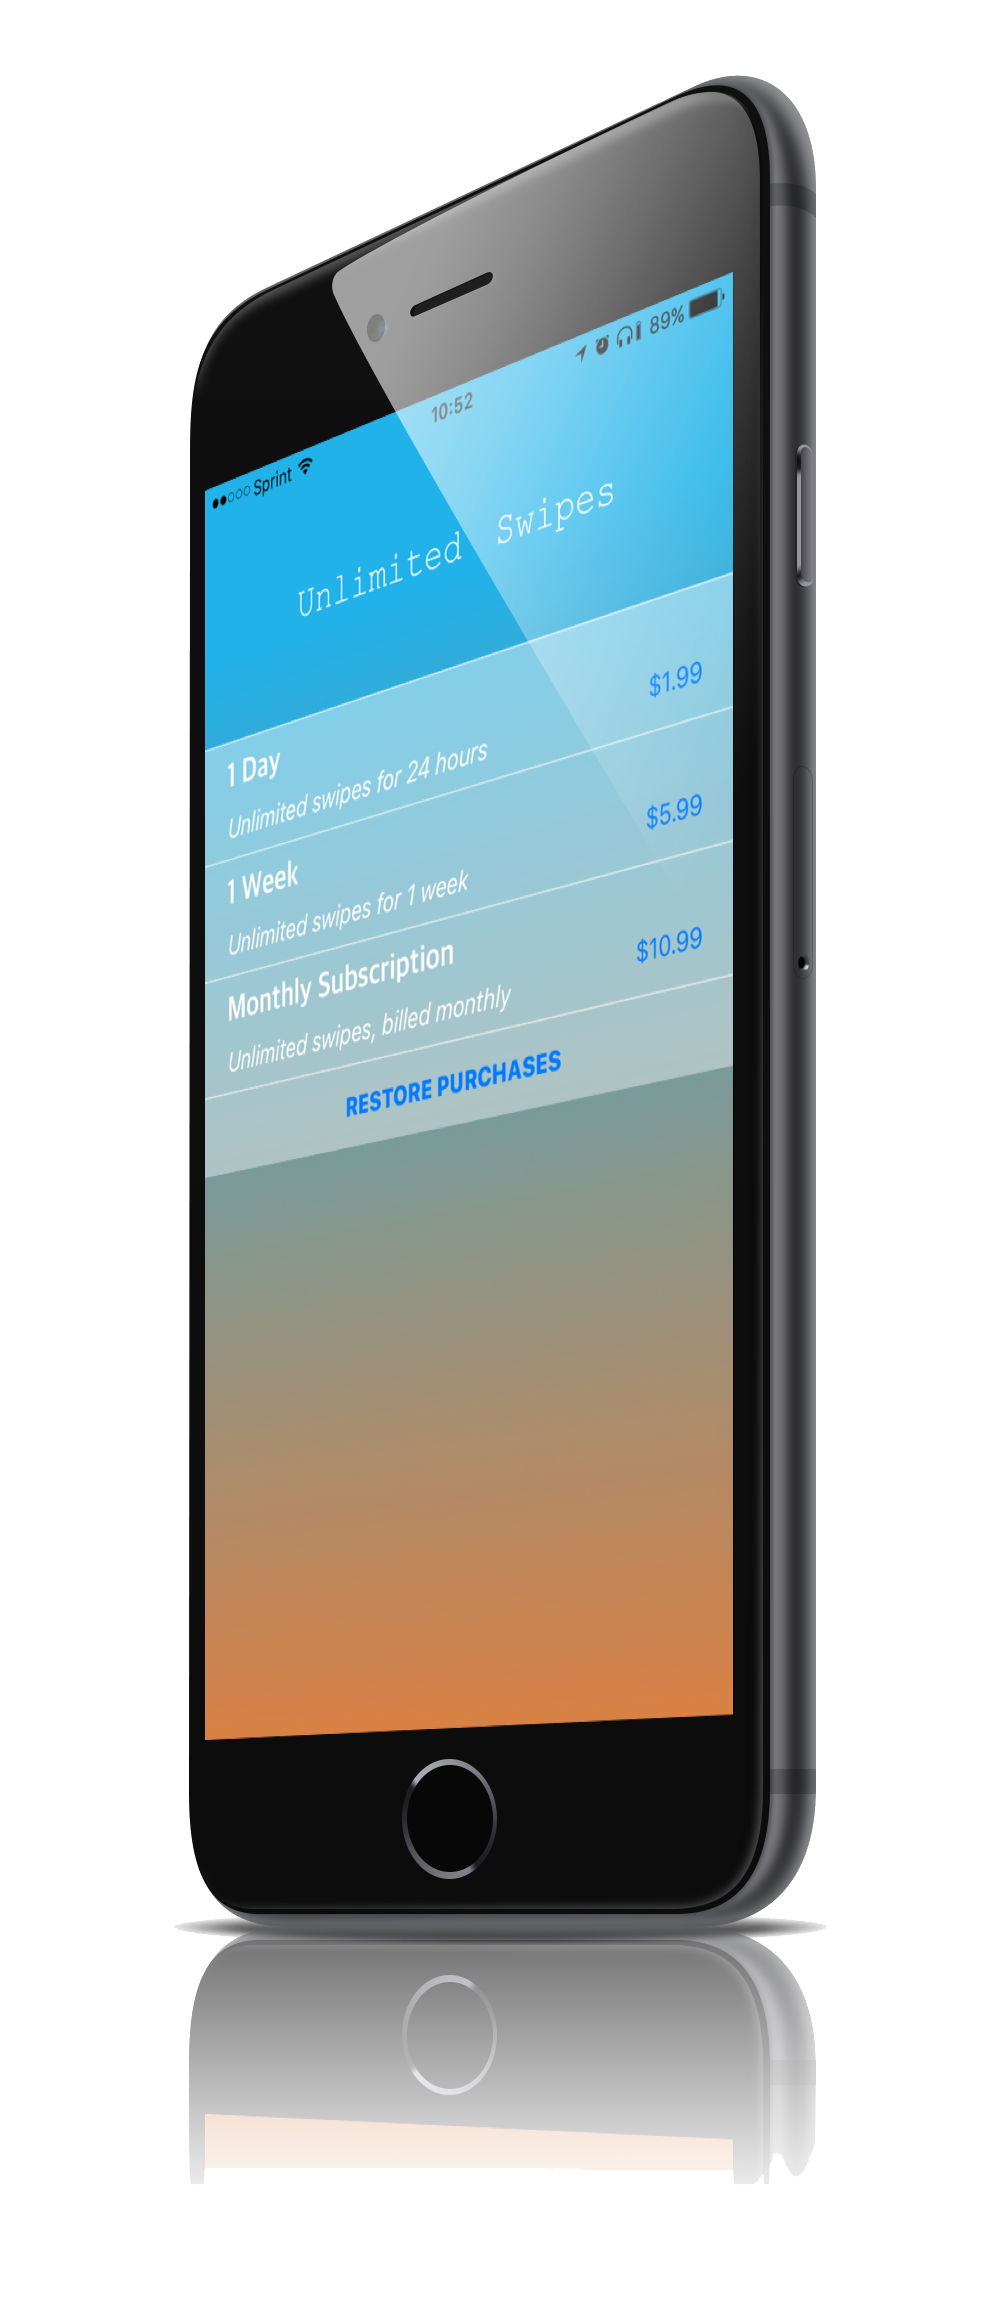 Sprint 10:52 89%
Unlimited Swipes
1 Day
Unlimited swipes for 24 hours
$1.99
1 Week
Unlimited swipes for 1 week
$5.99
Monthly Subscription
Unlimited swipes, billed monthly
$10.99
RESTORE PURCHASES